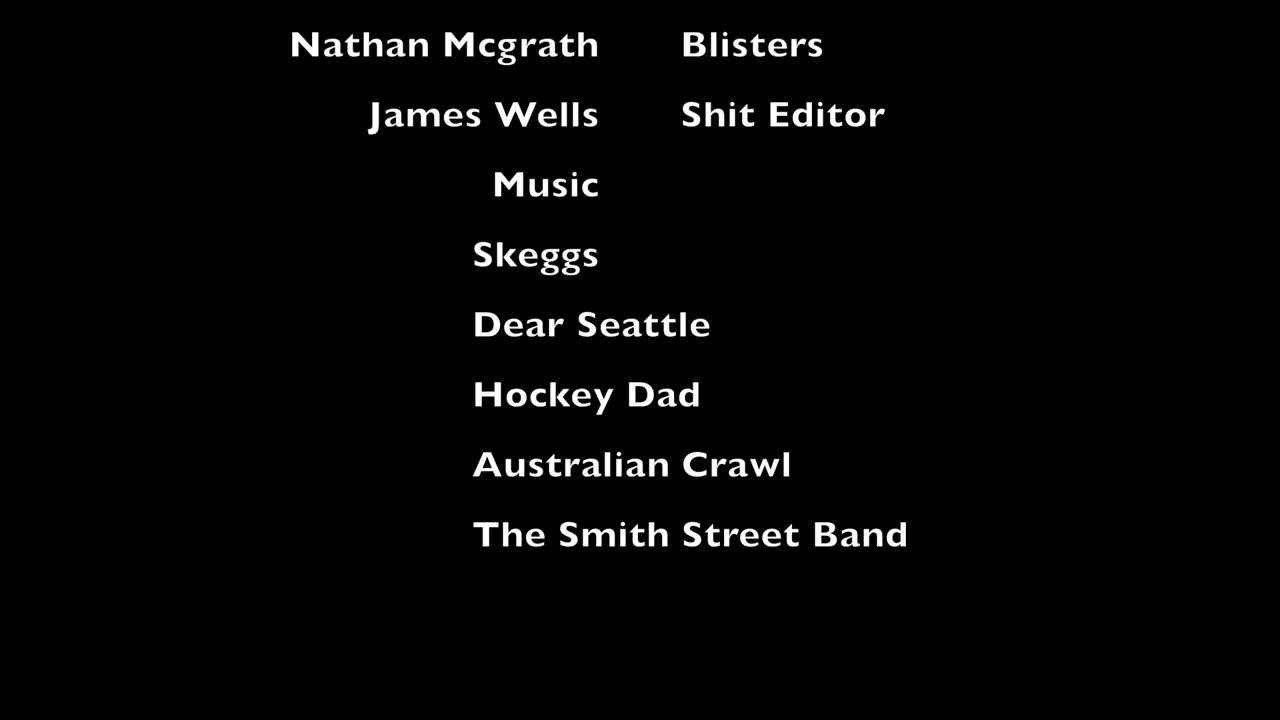 Nathan Mcgrath Blisters
James Wells Shit Editor
Music
Skeggs
Dear Seattle
Hockey Dad
Australian Crawl
The Smith Street Band